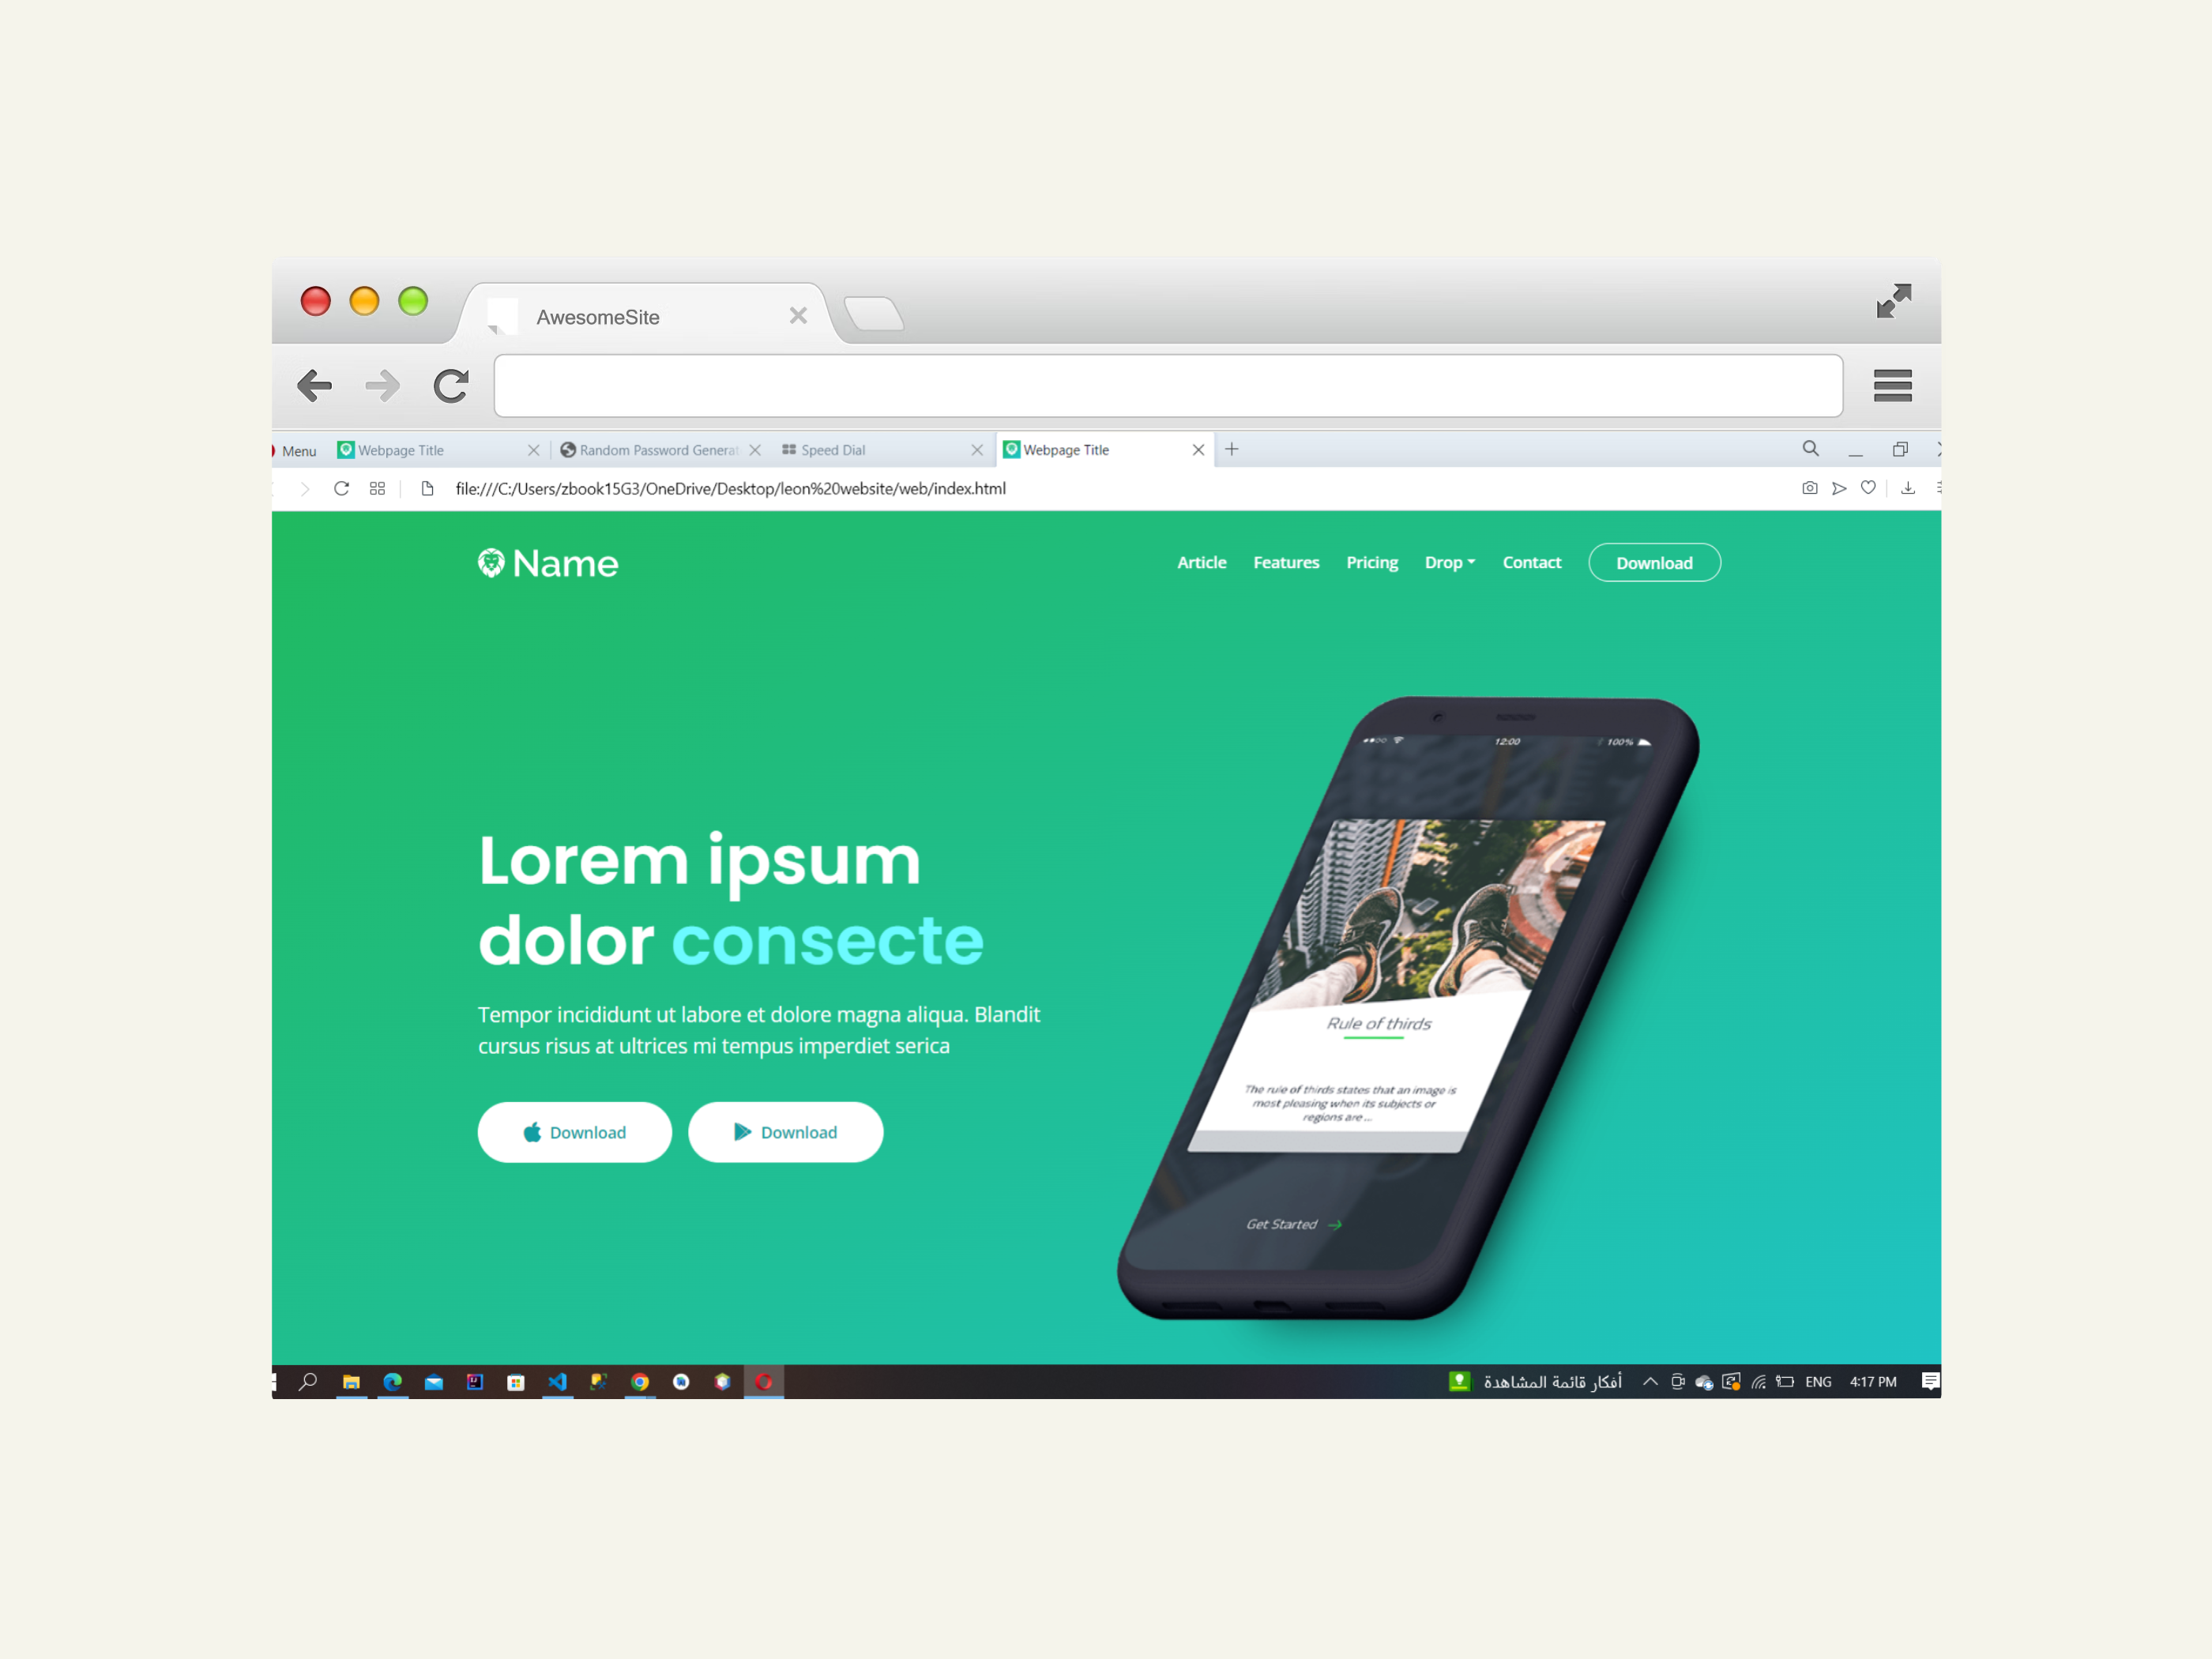 AwesomeSite
Menu
Webpage Title
Random Password Generat
Speed Dial
Webpage Title
file:///C:/Users/zbook15G3/OneDrive/Desktop/leon%20website/web/index.html
Name
Article Features Pricing Drop Contact Download
12:00 100%
Lorem ipsum
dolor consecte
Tempor incididunt ut labore et dolore magna aliqua. Blandit
cursus risus at ultrices mi tempus imperdiet serica
Download Download
Rule of thirds
The rule of thirds states that an image is
most pleasing when its subjects or
regions are ...
Get Started
أفكار قائمة المشاهدة
ENG 4:17 PM